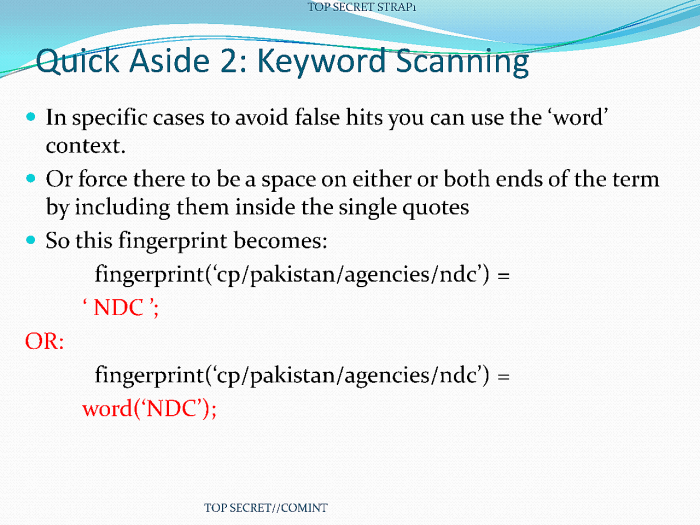 TOP SECRET STRAP1
Quick Aside 2: Keyword Scanning
In specific cases to avoid false hits you can use the ‘word’
context.
Or force there to be a space on either or both ends of the term
by including them inside the single quotes
So this fingerprint becomes:
fingerprint(‘cp/pakistan/agencies/ndc’) =
‘ NDC ’;
OR:
fingerprint(‘cp/pakistan/agencies/ndc’) =
word(‘NDC’);
TOP SECRET//COMINT